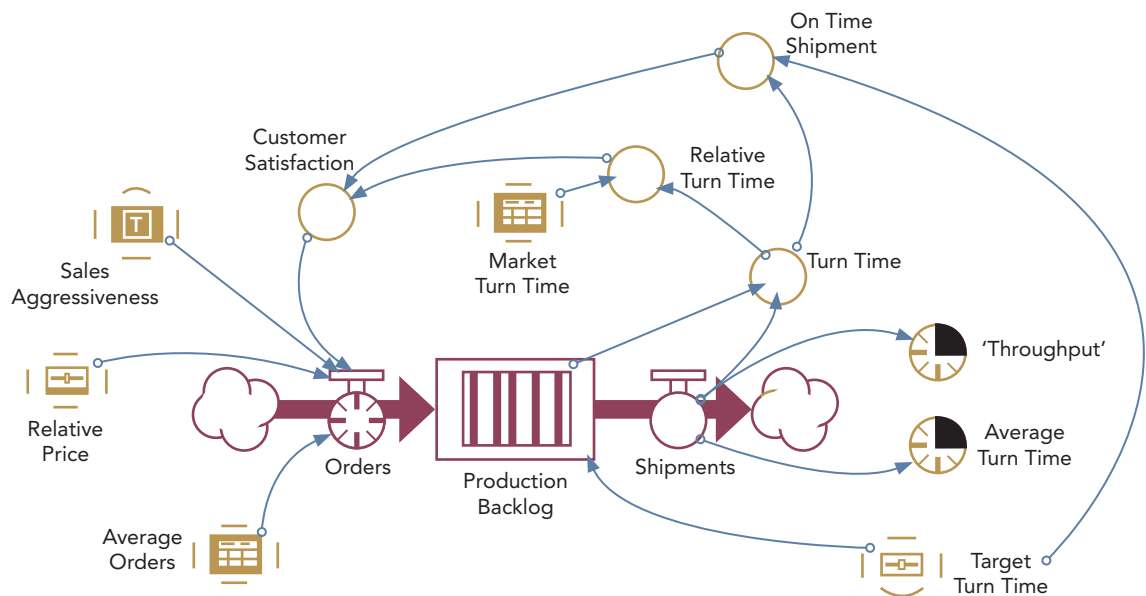 On Time
Shipment
Customer
Satisfaction
Relative
Turn Time
T
Sales
Aggressiveness
Market
Turn Time
Turn Time
'Throughput'
Relative
Price
Orders
Production
Backlog
Shipments
Average
Turn Time
Average
Orders
Target
Turn Time